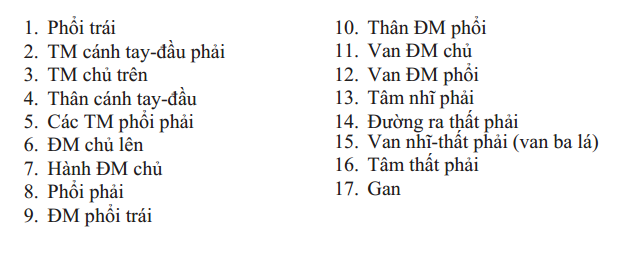 1. Phổi trái
2. TM cánh tay-đầu phải
3. TM chủ trên
4. Thân cánh tay-đầu
5. Các TM phổi phải
6. ĐM chủ lên
7. Hành ĐM chủ
8. Phổi phải
9. ĐM phổi trái
10. Thân ĐM phổi
11. Van ĐM chủ
12. Van ĐM phổi
13. Tâm nhĩ phải
14. Đường ra thất phải
15. Van nhĩ-thất phải (van ba lá)
16. Tâm thất phải
17. Gan